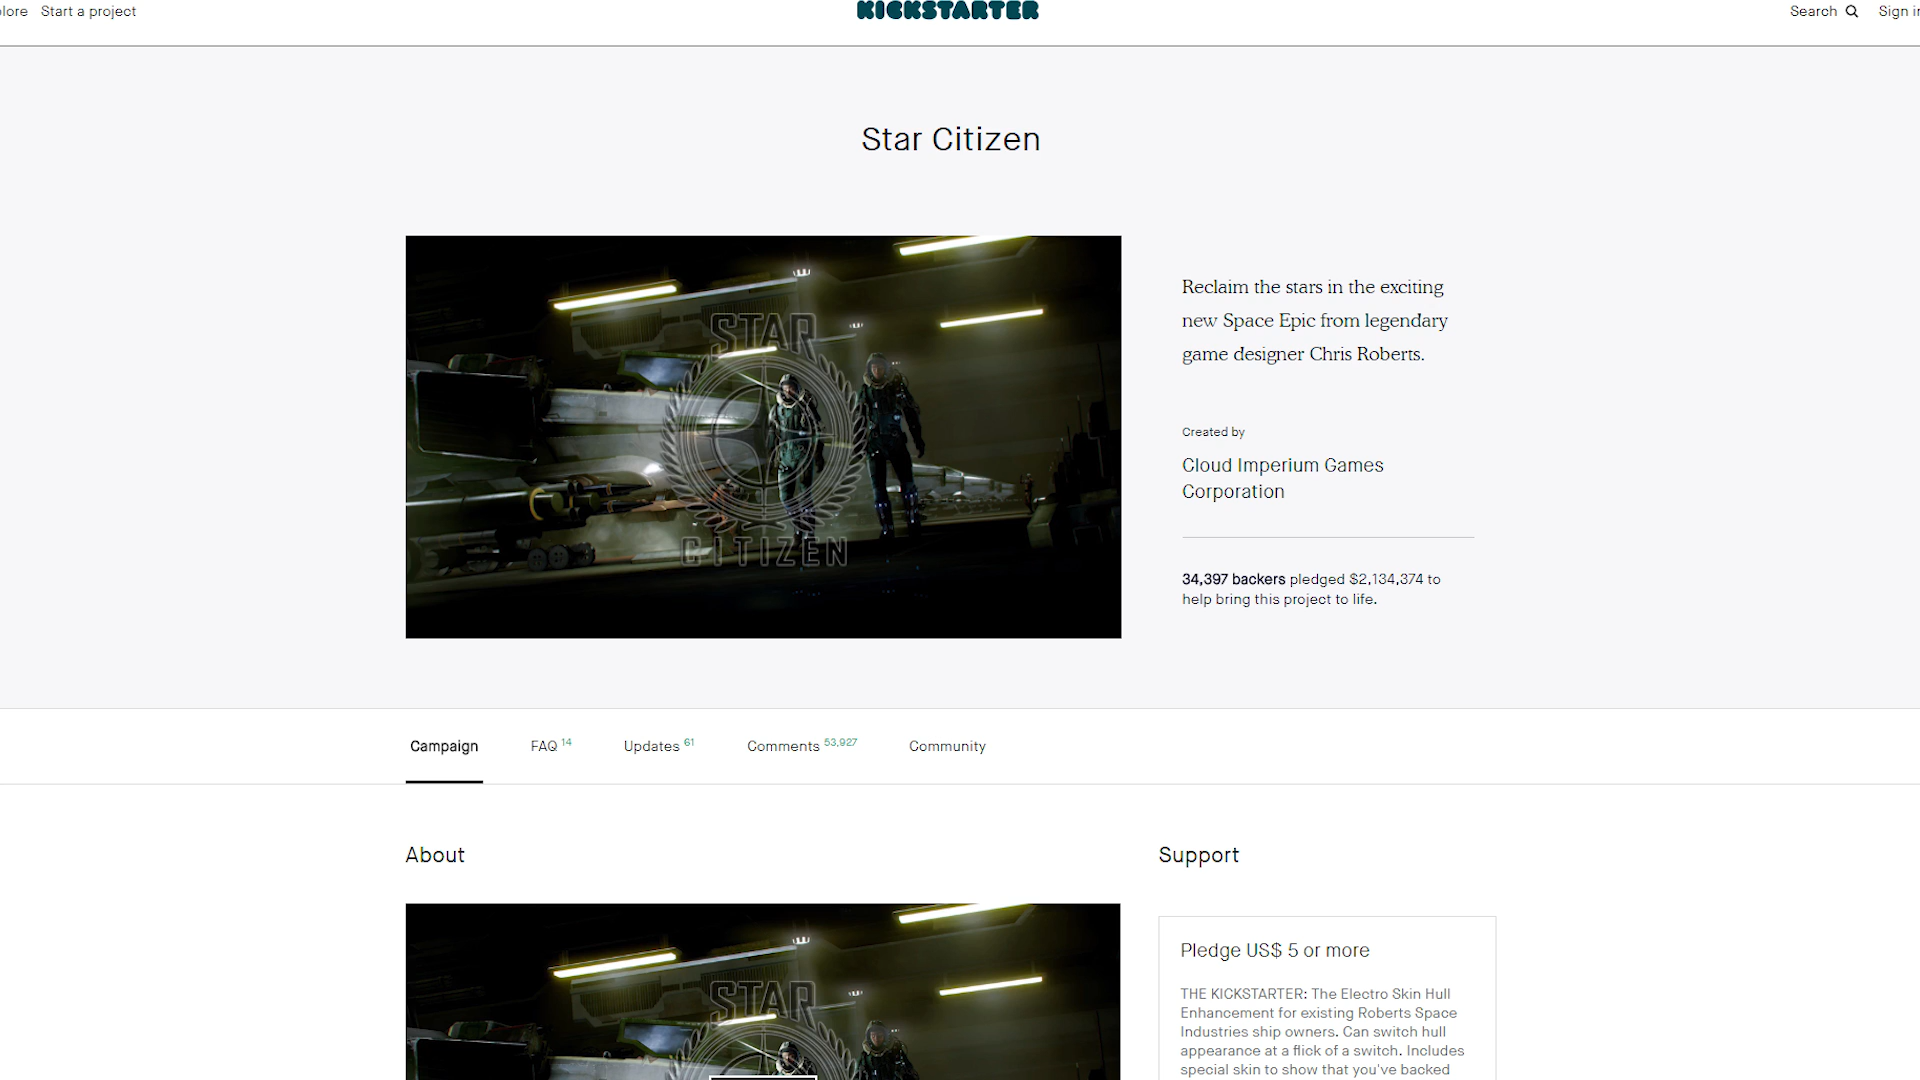 lore Start a project KICKSTARTER Search Sign in
Star Citizen
STAR
CITIZEN
Reclaim the stars in the exciting
new Space Epic from legendary
game designer Chris Roberts.
Created by
Cloud Imperium Games
Corporation
34,397 backers pledged $2,134,374 to
help bring this project to life.
Campaign FAQ 14 Updates 61 Comments 53,927 Community
About
Support
STAR
Pledge US$ 5 or more
THE KICKSTARTER: The Electro Skin Hull
Enhancement for existing Roberts Space
Industries ship owners. Can switch hull
appearance at a flick of a switch. Includes
special skin to show that you've backed